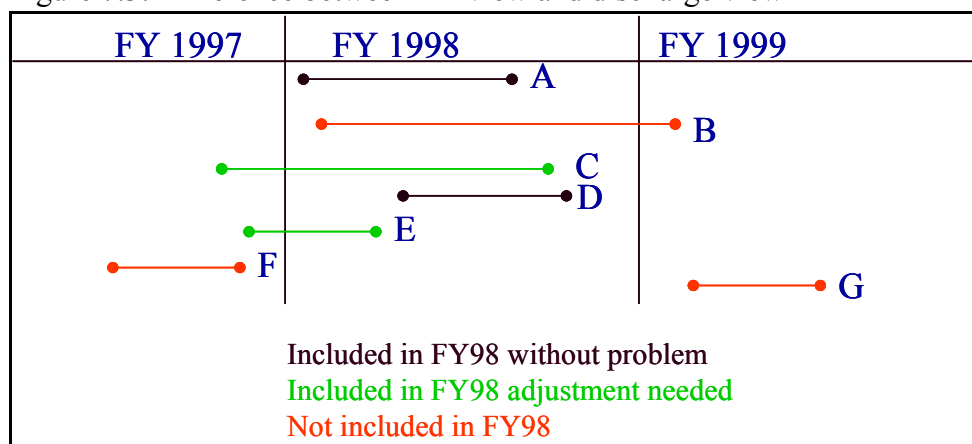 FY 1997 FY 1998 FY 1999
A
B
C
D
E
F
G
Included in FY98 without problem
Included in FY98 adjustment needed
Not included in FY98